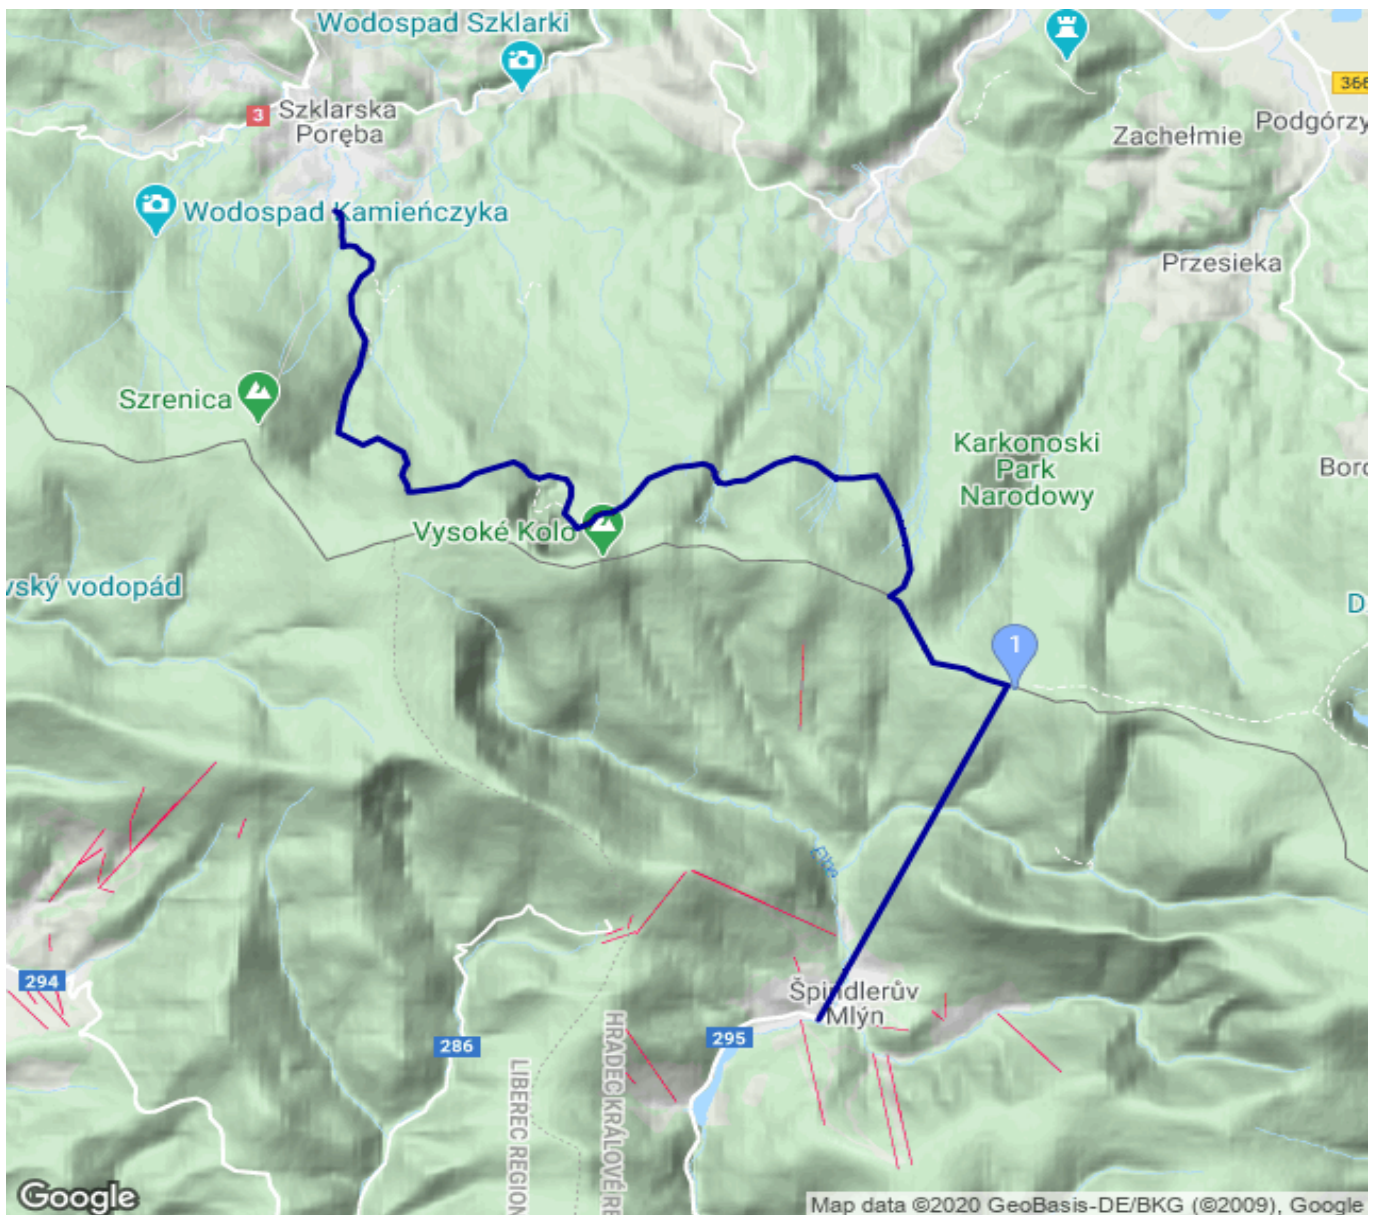 Wodospad Szklarki
366
3
Szklarska
Poręba
Zachełmie
Podgórzy
Wodospad Kamieńczyka
Przesieka
Szrenica
Karkonoski
Park
Narodowy
Boro
Vysoké Kolo
vský vodopád
D
1
Labe
294
Špindlerův
Mlýn
295
286
HRADEC KRÁLOVÉ RE
LIBEREC REGION
Google
Map data ©2020 GeoBasis-DE/BKG (©2009), Google